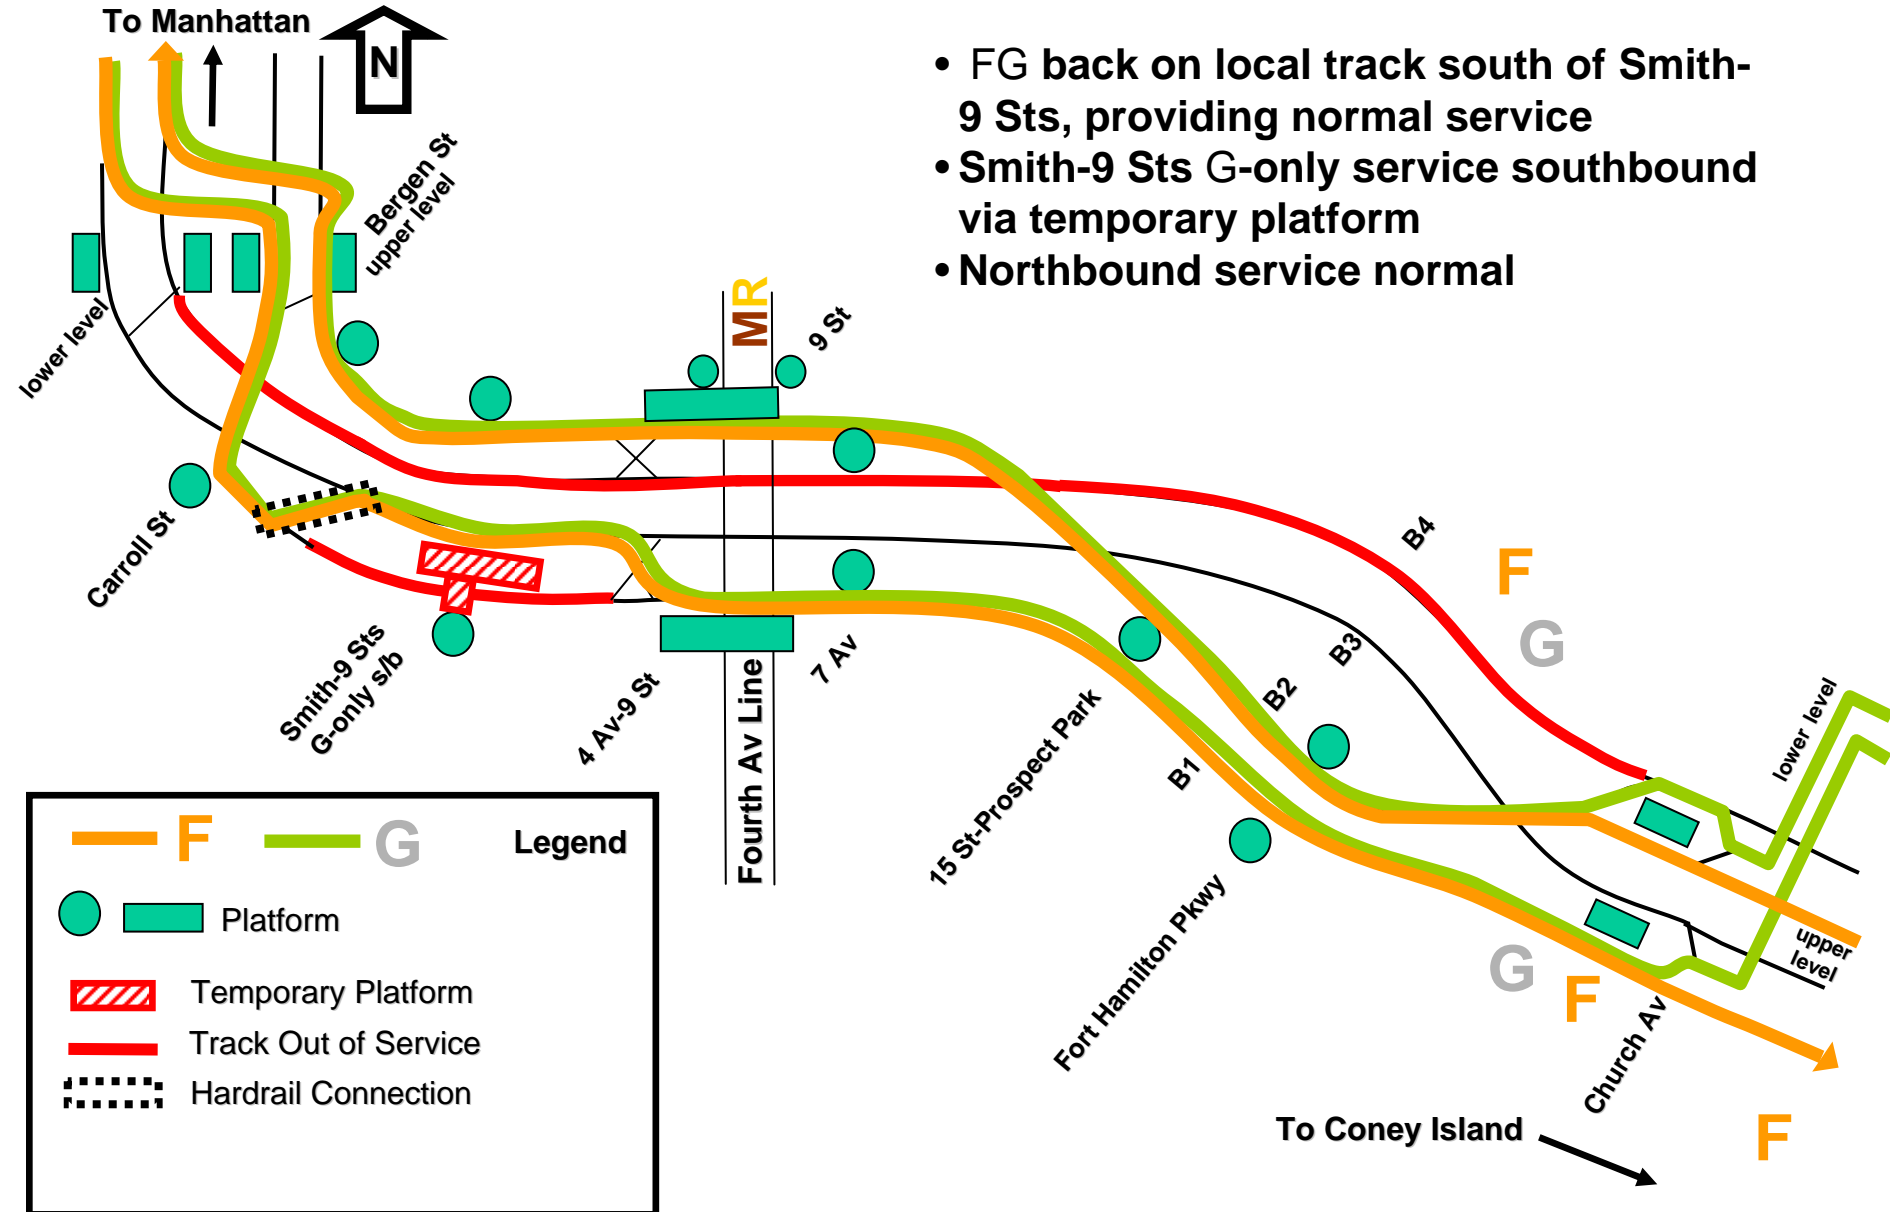 To Manhattan
N
• FG back on local track south of Smith-
9 Sts, providing normal service
• Smith-9 Sts G-only service southbound
via temporary platform
• Northbound service normal
Bergen St
upper level
lower level
MR
9 St
Carroll St
Smith-9 Sts
G-only s/b
4 Av-9 St
Fourth Av Line
7 Av
15 St-Prospect Park
B1
B2
B3
B4
F
G
Fort Hamilton Pkwy
lower level
upper
level
G
F
Church Av
To Coney Island
F
F
G
Legend
Platform
Temporary Platform
Track Out of Service
Hardrail Connection